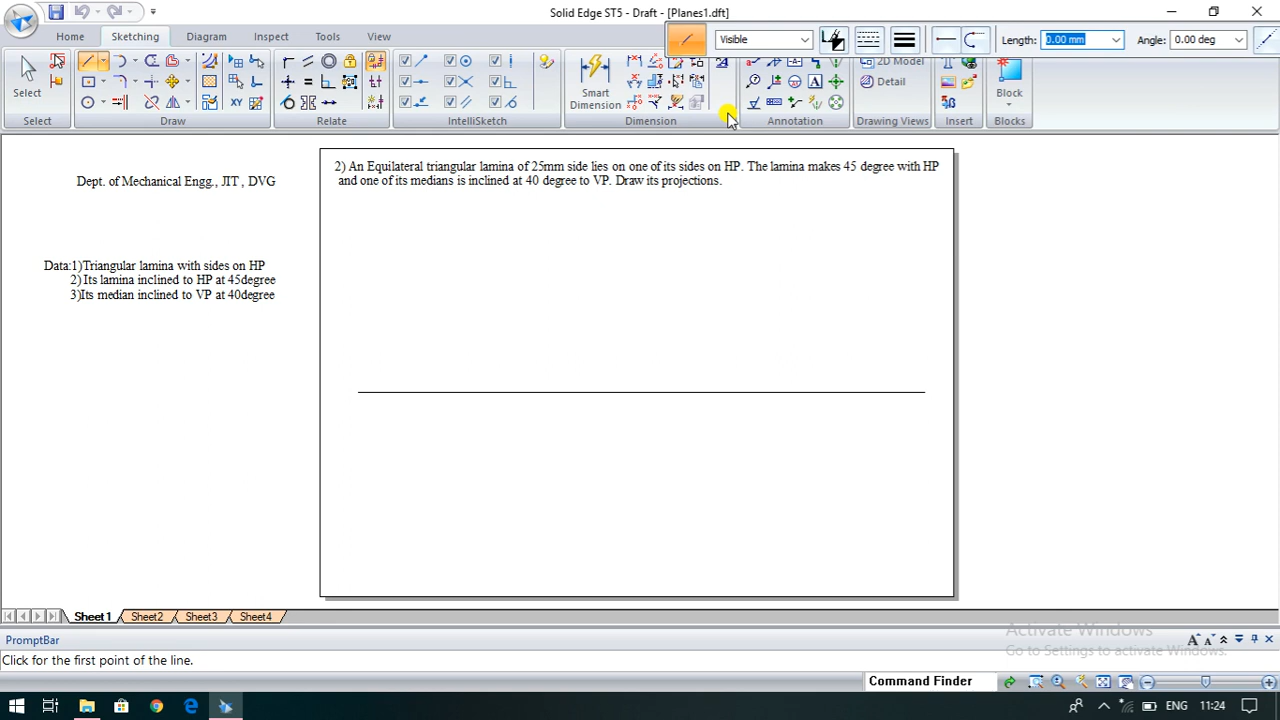 Solid Edge ST5 - Draft - [Planes1.dft]
Home Sketching Diagram Inspect Tools View
Visible Length: 0.00 mm Angle: 0.00 deg
Select
Smart Dimension
2D Model
Detail
Block
Select Draw Relate IntelliSketch Dimension Annotation Drawing Views Insert Blocks
Dept. of Mechanical Engg., JIT , DVG
2) An Equilateral triangular lamina of 25mm side lies on one of its sides on HP. The lamina makes 45 degree with HP
and one of its medians is inclined at 40 degree to VP. Draw its projections.
Data:1)Triangular lamina with sides on HP
2) Its lamina inclined to HP at 45degree
3)Its median inclined to VP at 40degree
Sheet1 Sheet2 Sheet3 Sheet4
Activate Windows
Go to Settings to activate Windows.
PromptBar
Click for the first point of the line.
Command Finder
ENG 11:24